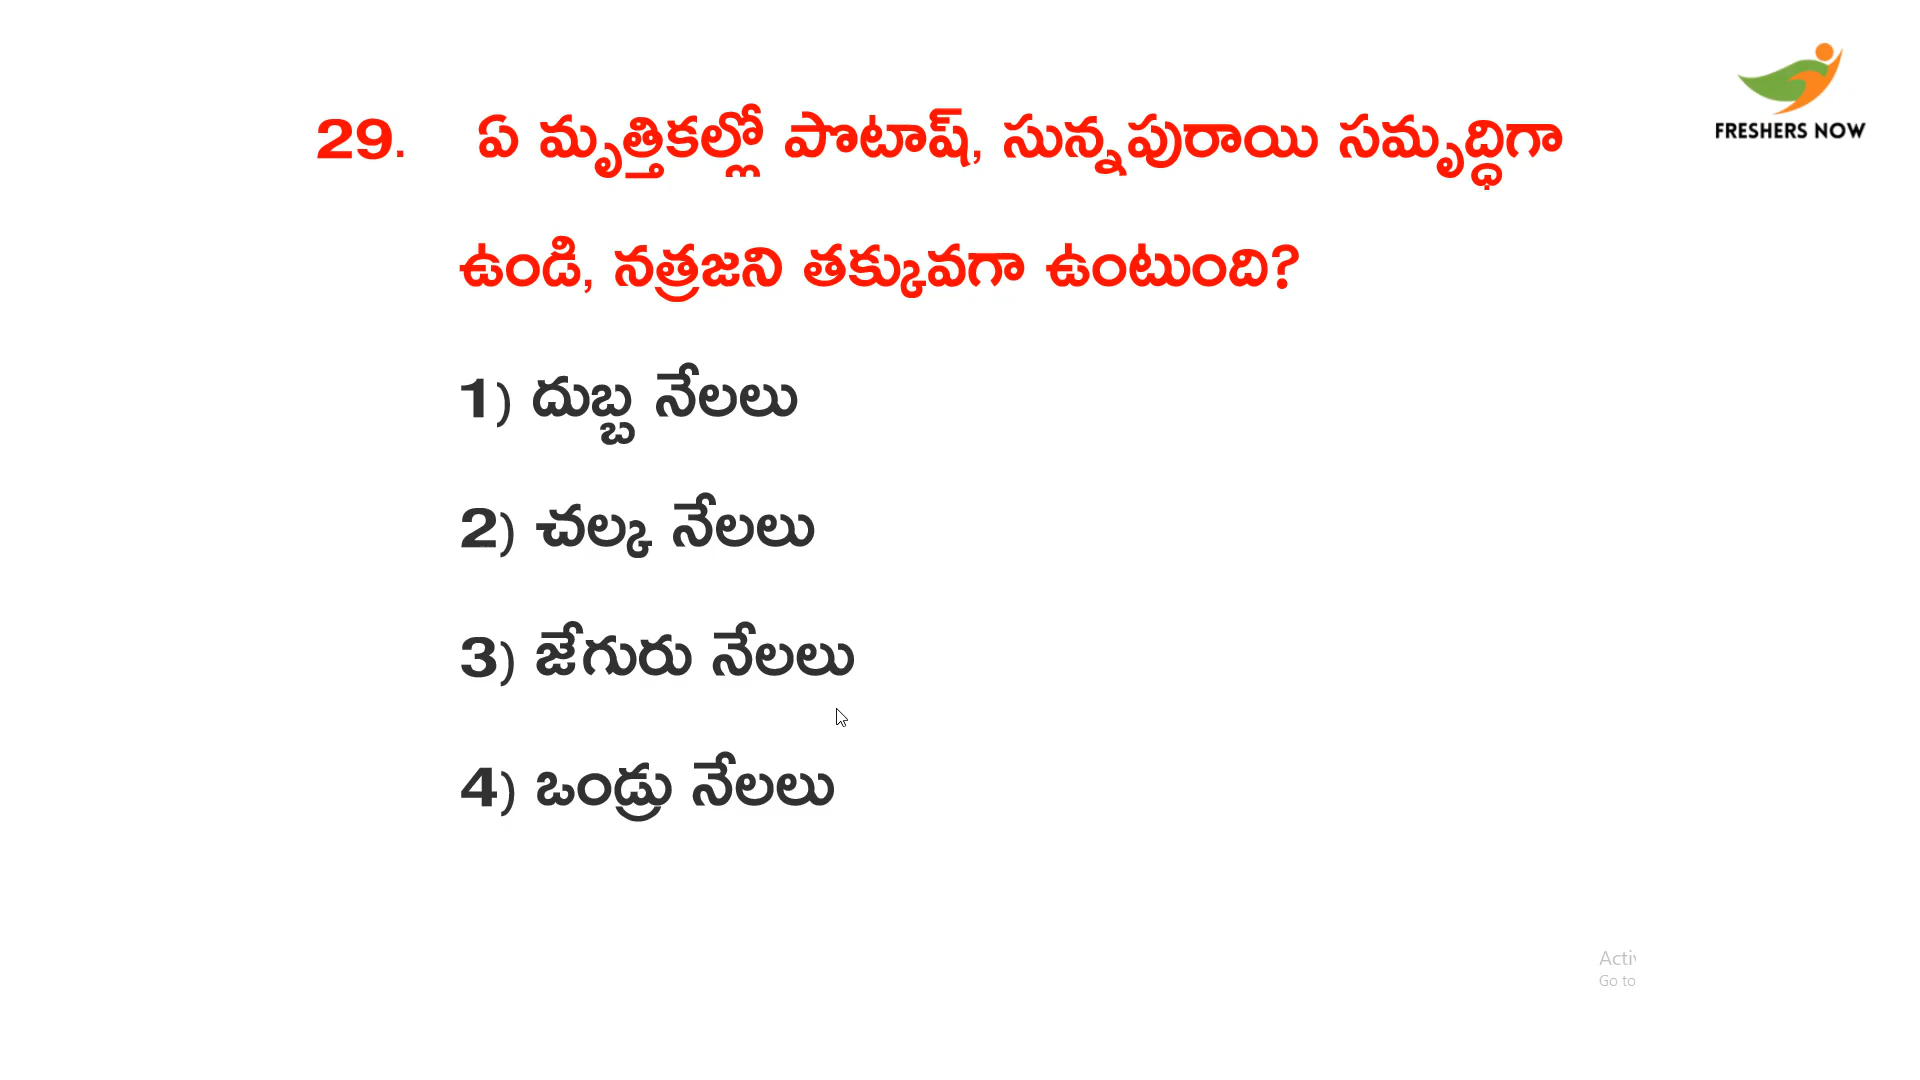 FRESHERS NOW
29. ఏ మృత్తికల్లో పొటాష్, సున్నపురాయి సమృద్ధిగా
ఉండి, నత్రజని తక్కువగా ఉంటుంది?
1) దుబ్బ నేలలు
2) చల్క నేలలు
3) జేగురు నేలలు
4) ఒండ్రు నేలలు
Go to